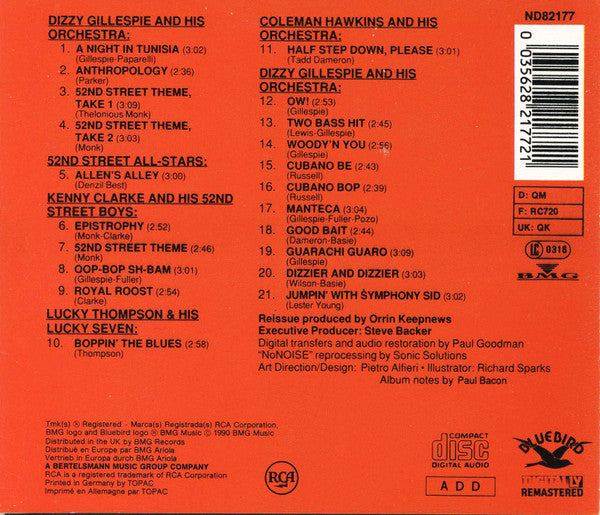 DIZZY GILLESPIE AND HIS
ORCHESTRA:
1. A NIGHT IN TUNISIA (3:02)
(Gillespie-Paparelli)
2. ANTHROPOLOGY (2:36)
(Parker)
3. 52ND STREET THEME,
TAKE 1 (3:09)
(Thelonious Monk)
4. 52ND STREET THEME,
TAKE 2 (3:03)
(Monk)
52ND STREET ALL-STARS:
5. ALLEN'S ALLEY (3:00)
(Denzil Best)
KENNY CLARKE AND HIS 52ND
STREET BOYS:
6. EPISTROPHY (2:52)
(Monk-Clarke)
7. 52ND STREET THEME (2:46)
(Monk)
8. OOP-BOP SH-BAM (3:01)
(Gillespie-Fuller)
9. ROYAL ROOST (2:54)
(Clarke)
LUCKY THOMPSON & HIS
LUCKY SEVEN:
10. BOPPIN' THE BLUES (2:58)
(Thompson)
COLEMAN HAWKINS AND HIS
ORCHESTRA:
11. HALF STEP DOWN, PLEASE (3:01)
(Tadd Dameron)
DIZZY GILLESPIE AND HIS
ORCHESTRA:
12. OW! (2:53)
(Gillespie)
13. TWO BASS HIT (2:45)
(Lewis-Gillespie)
14. WOODY'N YOU (2:56)
(Gillespie)
15. CUBANO BE (2:43)
(Russell)
16. CUBANO BOP (2:39)
(Russell)
17. MANTECA (3:04)
(Gillespie-Fuller-Pozo)
18. GOOD BAIT (2:44)
(Dameron-Basie)
19. GUARACHI GUARO (3:09)
(Gillespie)
20. DIZZIER AND DIZZIER (3:03)
(Wilson-Basie)
21. JUMPIN' WITH SYMPHONY SID (3:02)
(Lester Young)
Reissue produced by Orrin Keepnews
Executive Producer: Steve Backer
Digital transfers and audio restoration by Paul Goodman
"NoNOISE" reprocessing by Sonic Solutions
Art Direction/Design: Pietro Alfieri • Illustrator: Richard Sparks
Album notes by Paul Bacon
ND82177
0 035628 217721
D: QM
F: RC720
UK: QK
LC 0316
BMG
Tmk(s) ® Registered - Marca(s) Registrada(s) RCA Corporation,
BMG logo and Bluebird logo ® BMG Music © 1990 BMG Music
Distributed in the UK by BMG Records
Distribué en Europe par BMG Ariola
Vertrieb in Europa durch BMG Ariola
A BERTELSMANN MUSIC GROUP COMPANY
RCA is a registered trademark of RCA Corporation
Printed in Germany by TOPAC
Imprimé en Allemagne par TOPAC
RCA
COMPACT
disc
DIGITAL AUDIO
ADD
BLUEBIRD
DIGITALLY
REMASTERED